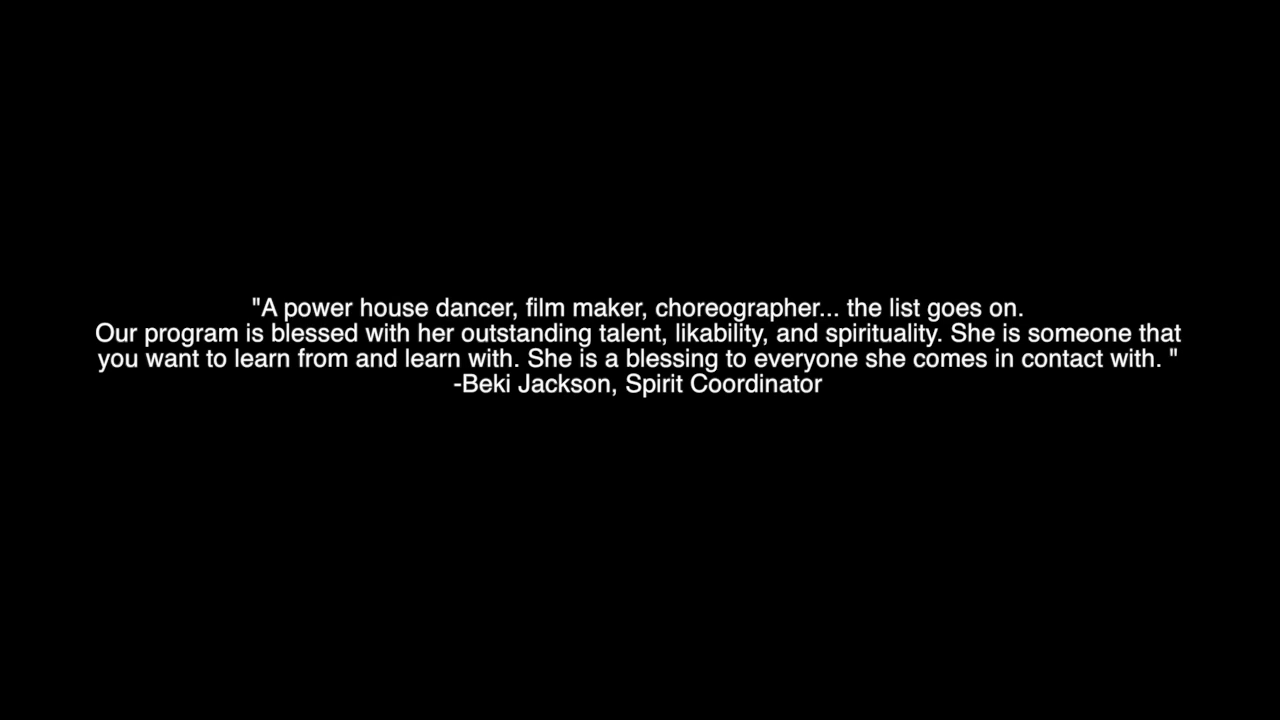 "A power house dancer, film maker, choreographer... the list goes on.
Our program is blessed with her outstanding talent, likability, and spirituality. She is someone that
you want to learn from and learn with. She is a blessing to everyone she comes in contact with. "
-Beki Jackson, Spirit Coordinator